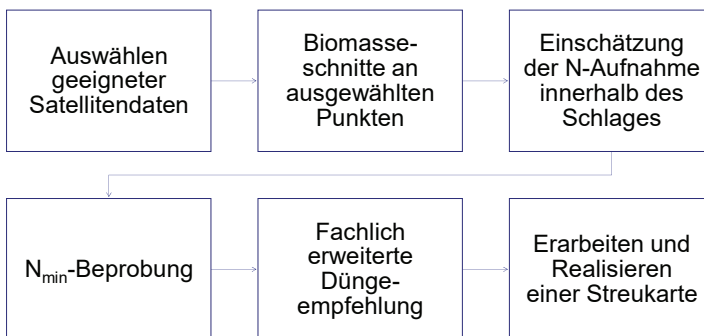 Auswählen
geeigneter
Satellitendaten
Biomasse-
schnitte an
ausgewählten
Punkten
Einschätzung
der N-Aufnahme
innerhalb des
Schlages
Nmin-Beprobung
Fachlich
erweiterte
Dünge-
empfehlung
Erarbeiten und
Realisieren
einer Streukarte